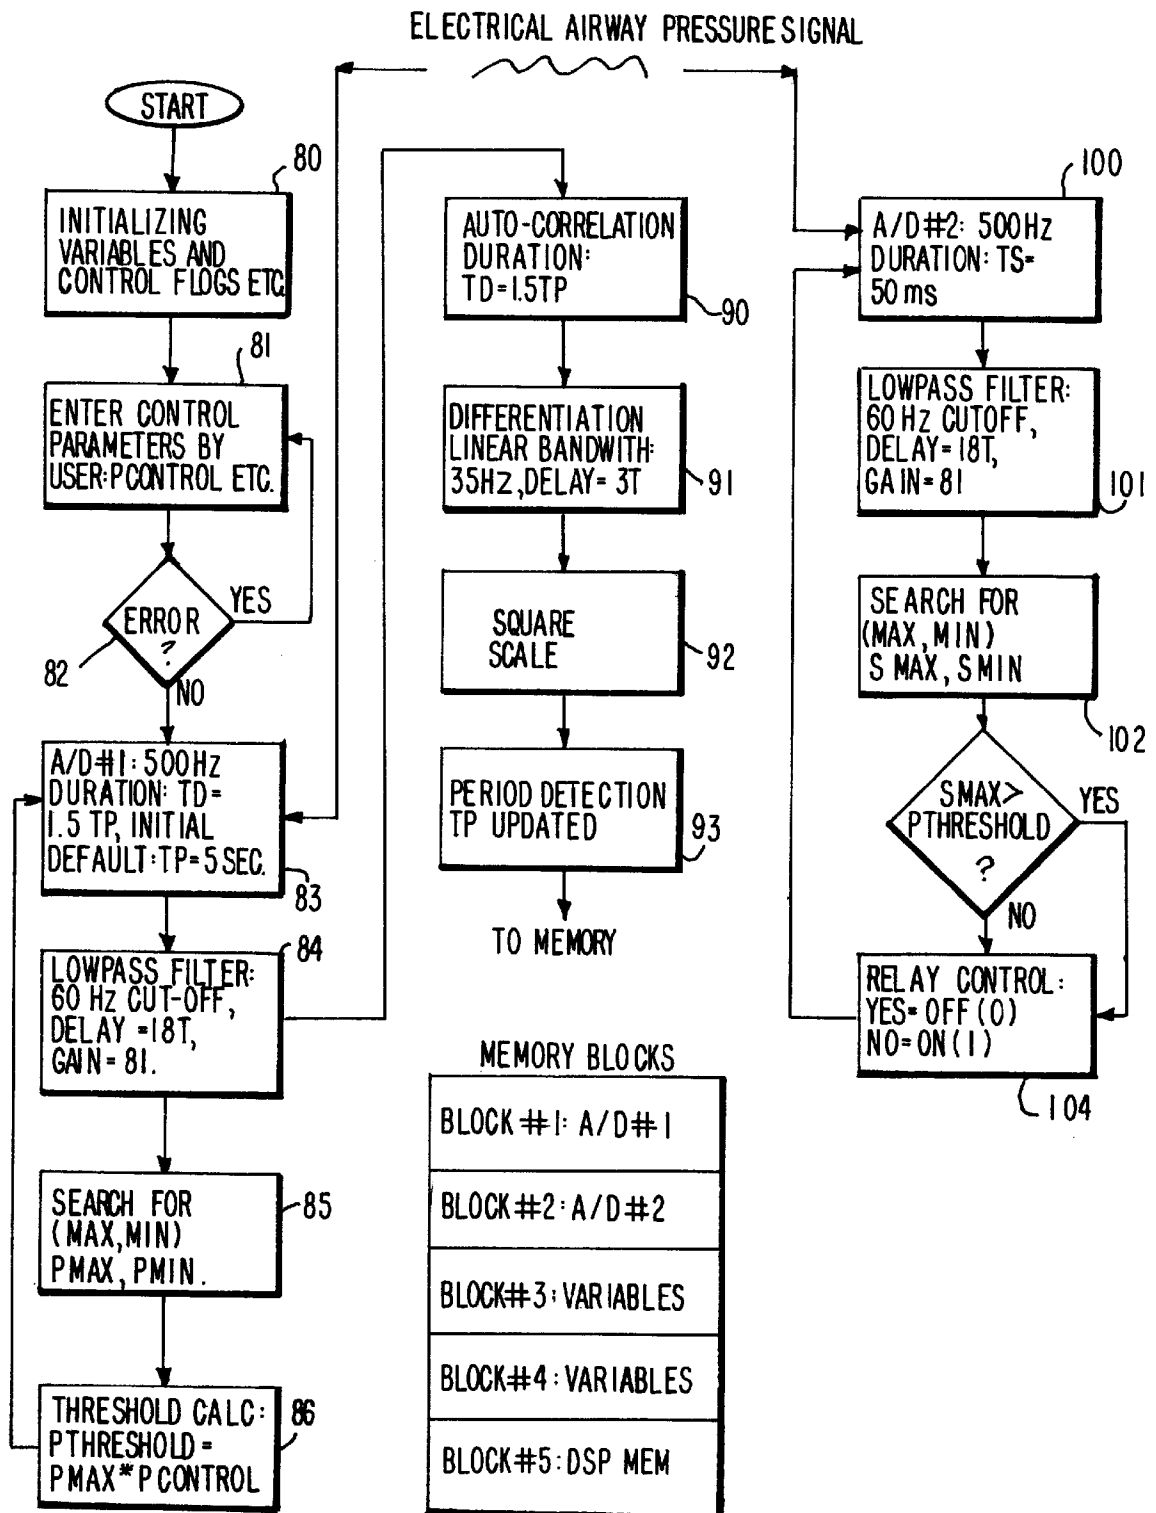 ELECTRICAL AIRWAY PRESSURE SIGNAL
START
80
INITIALIZING
VARIABLES AND
CONTROL FLOGS ETC.
81
ENTER CONTROL
PARAMETERS BY
USER:PCONTROL ETC.
ERROR
?
YES
82
NO
A/D#1:500Hz
DURATION: TD=
1.5 TP, INITIAL
DEFAULT:TP=5 SEC.
83
84
LOWPASS FILTER:
60 Hz CUT-OFF,
DELAY =18T,
GAIN= 81.
SEARCH FOR
(MAX,MIN)
PMAX, PMIN.
85
THRESHOLD CALC:
PTHRESHOLD=
PMAX*PCONTROL
86
AUTO-CORRELATION
DURATION:
TD=1.5TP
90
DIFFERENTIATION
LINEAR BANDWITH:
35Hz,DELAY= 3T
91
SQUARE
SCALE
92
PERIOD DETECTION
TP UPDATED
93
TO MEMORY
MEMORY BLOCKS
BLOCK#1: A/D#1
BLOCK#2: A/D#2
BLOCK#3: VARIABLES
BLOCK#4: VARIABLES
BLOCK#5: DSP MEM
100
A/D#2: 500Hz
DURATION: TS=
50 ms
LOWPASS FILTER:
60 Hz CUTOFF,
DELAY=18T,
GAIN=81
101
SEARCH FOR
(MAX, MIN)
S MAX, SMIN
102
SMAX>
PTHRESHOLD
?
YES
NO
RELAY CONTROL:
YES= OFF (0)
NO=ON(1)
104